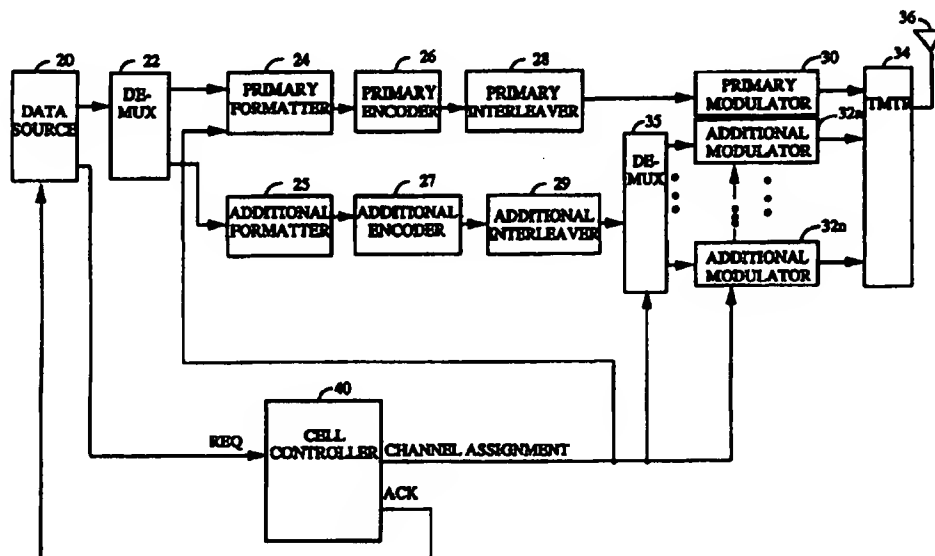 20
DATA
SOURCE
22
DE-
MUX
24
PRIMARY
FORMATTER
26
PRIMARY
ENCODER
28
PRIMARY
INTERLEAVER
30
PRIMARY
MODULATOR
34
TMTR
36
25
ADDITIONAL
FORMATTER
27
ADDITIONAL
ENCODER
29
ADDITIONAL
INTERLEAVER
35
DE-
MUX
32a
ADDITIONAL
MODULATOR
32n
ADDITIONAL
MODULATOR
40
CELL
CONTROLLER
REQ
CHANNEL ASSIGNMENT
ACK